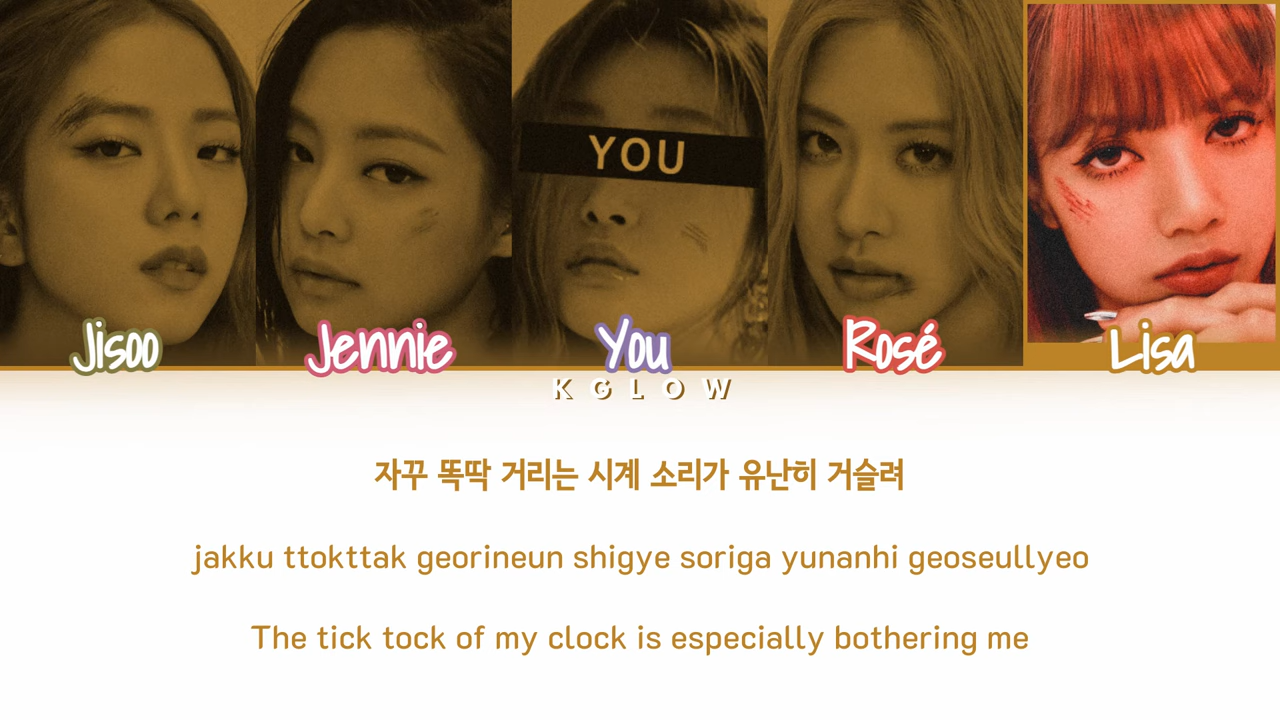 YOU
Jisoo Jennie You Rosé Lisa
KGLOW
자꾸 똑딱 거리는 시계 소리가 유난히 거슬려
jakku ttokttak georineun shigye soriga yunanhi geoseullyeo
The tick tock of my clock is especially bothering me